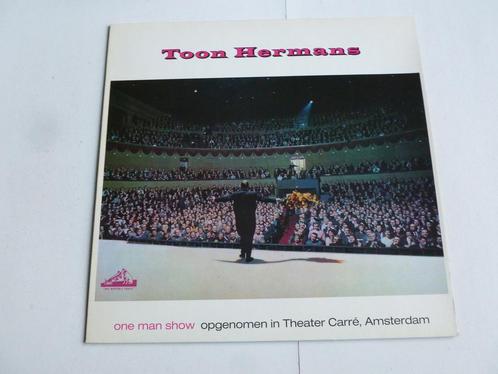 Toon Hermans
one man show opgenomen in Theater Carré, Amsterdam